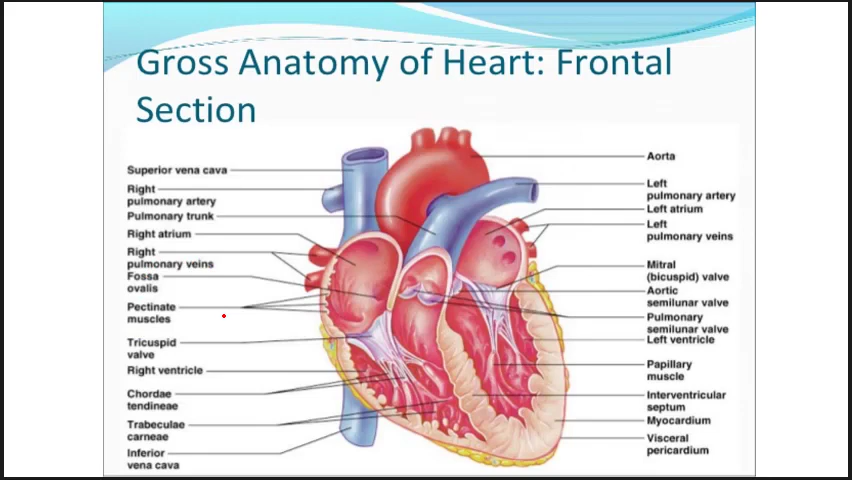 Gross Anatomy of Heart: Frontal
Section
Superior vena cava
Right
pulmonary artery
Pulmonary trunk
Right atrium
Right
pulmonary veins
Fossa
ovalis
Pectinate
muscles
Tricuspid
valve
Right ventricle
Chordae
tendineae
Trabeculae
carneae
Inferior
vena cava
Aorta
Left
pulmonary artery
Left atrium
Left
pulmonary veins
Mitral
(bicuspid) valve
Aortic
semilunar valve
Pulmonary
semilunar valve
Left ventricle
Papillary
muscle
Interventricular
septum
Myocardium
Visceral
pericardium